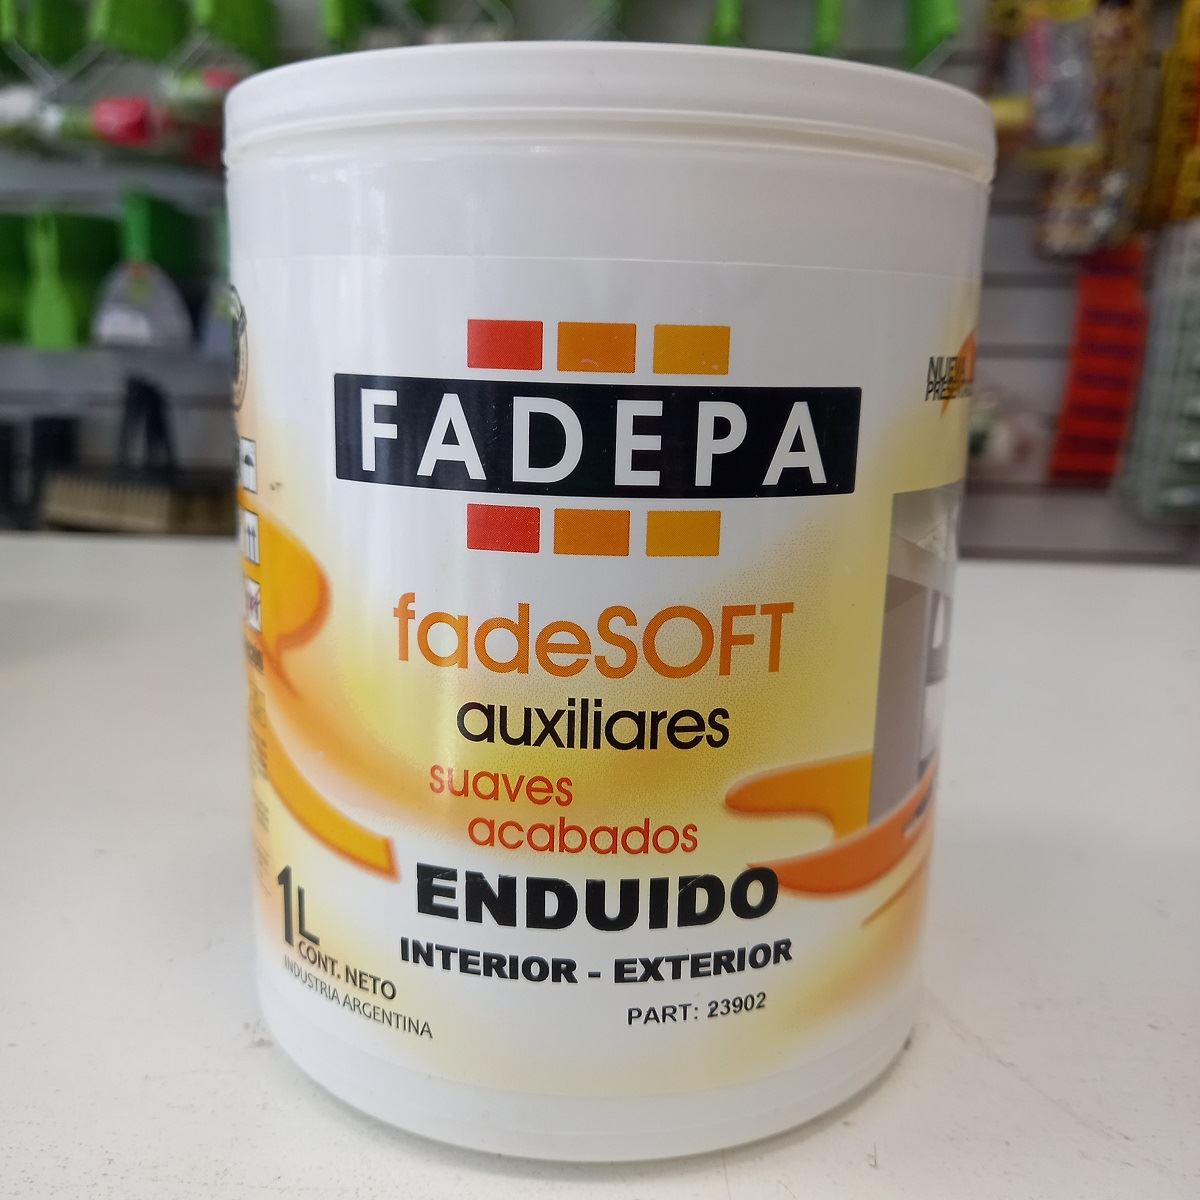 FADEPA
fadeSOFT
auxiliares
suaves
acabados
ENDUIDO
INTERIOR - EXTERIOR
PART: 23902
1L
CONT. NETO
INDUSTRIA ARGENTINA